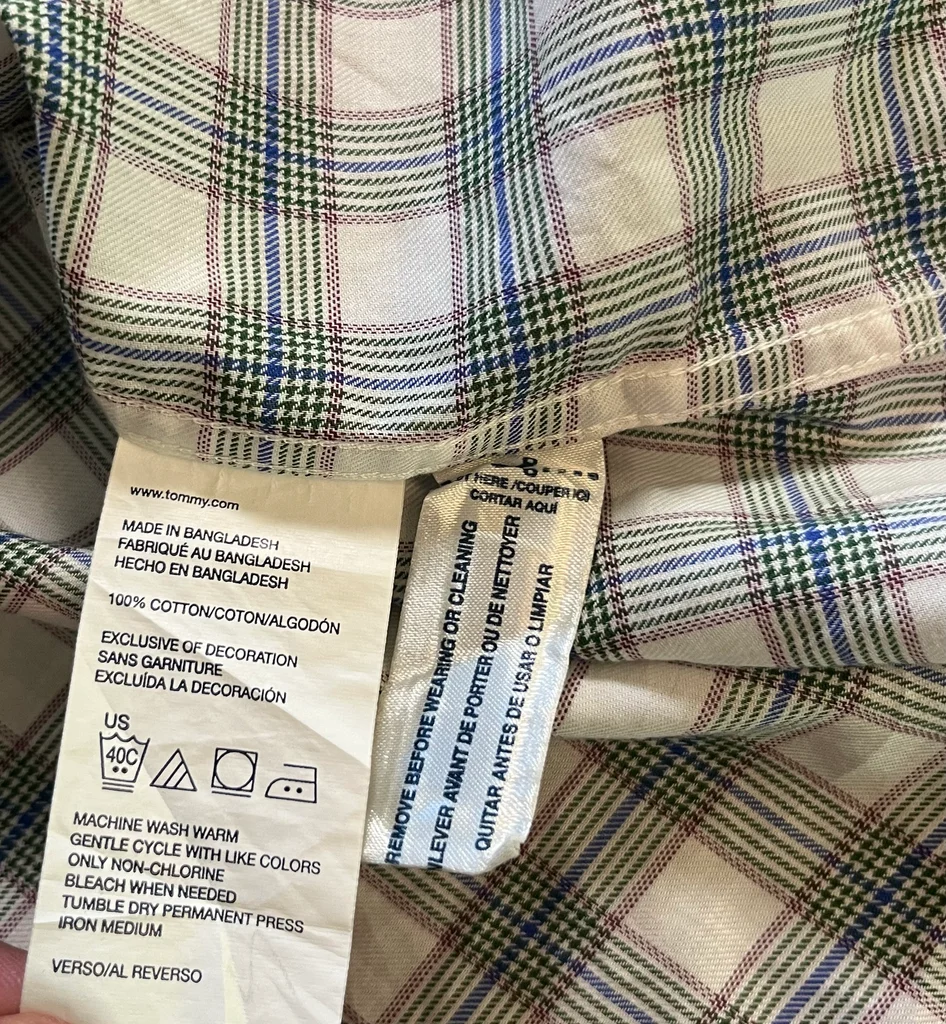 www.tommy.com
MADE IN BANGLADESH
FABRIQUÉ AU BANGLADESH
HECHO EN BANGLADESH
100% COTTON/COTON/ALGODÓN
EXCLUSIVE OF DECORATION
SANS GARNITURE
EXCLUÍDA LA DECORACIÓN
US
40C
MACHINE WASH WARM
GENTLE CYCLE WITH LIKE COLORS
ONLY NON-CHLORINE
BLEACH WHEN NEEDED
TUMBLE DRY PERMANENT PRESS
IRON MEDIUM
VERSO/AL REVERSO
HERE /COUPER ICI
CORTAR AQUÍ
REMOVE BEFORE WEARING OR CLEANING
LEVER AVANT DE PORTER OU DE NETTOYER
QUITAR ANTES DE USAR O LIMPIAR